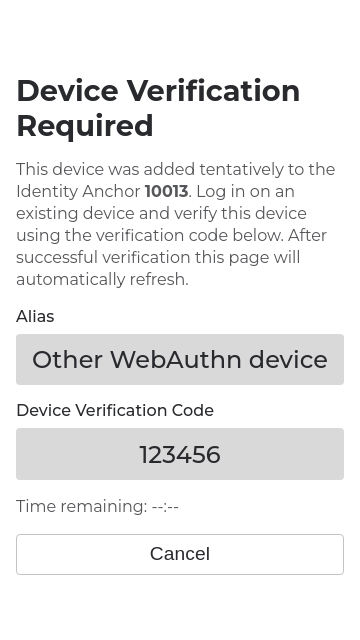 Device Verification
Required
This device was added tentatively to the
Identity Anchor 10013. Log in on an
existing device and verify this device
using the verification code below. After
successful verification this page will
automatically refresh.
Alias
Other WebAuthn device
Device Verification Code
123456
Time remaining: --:--
Cancel